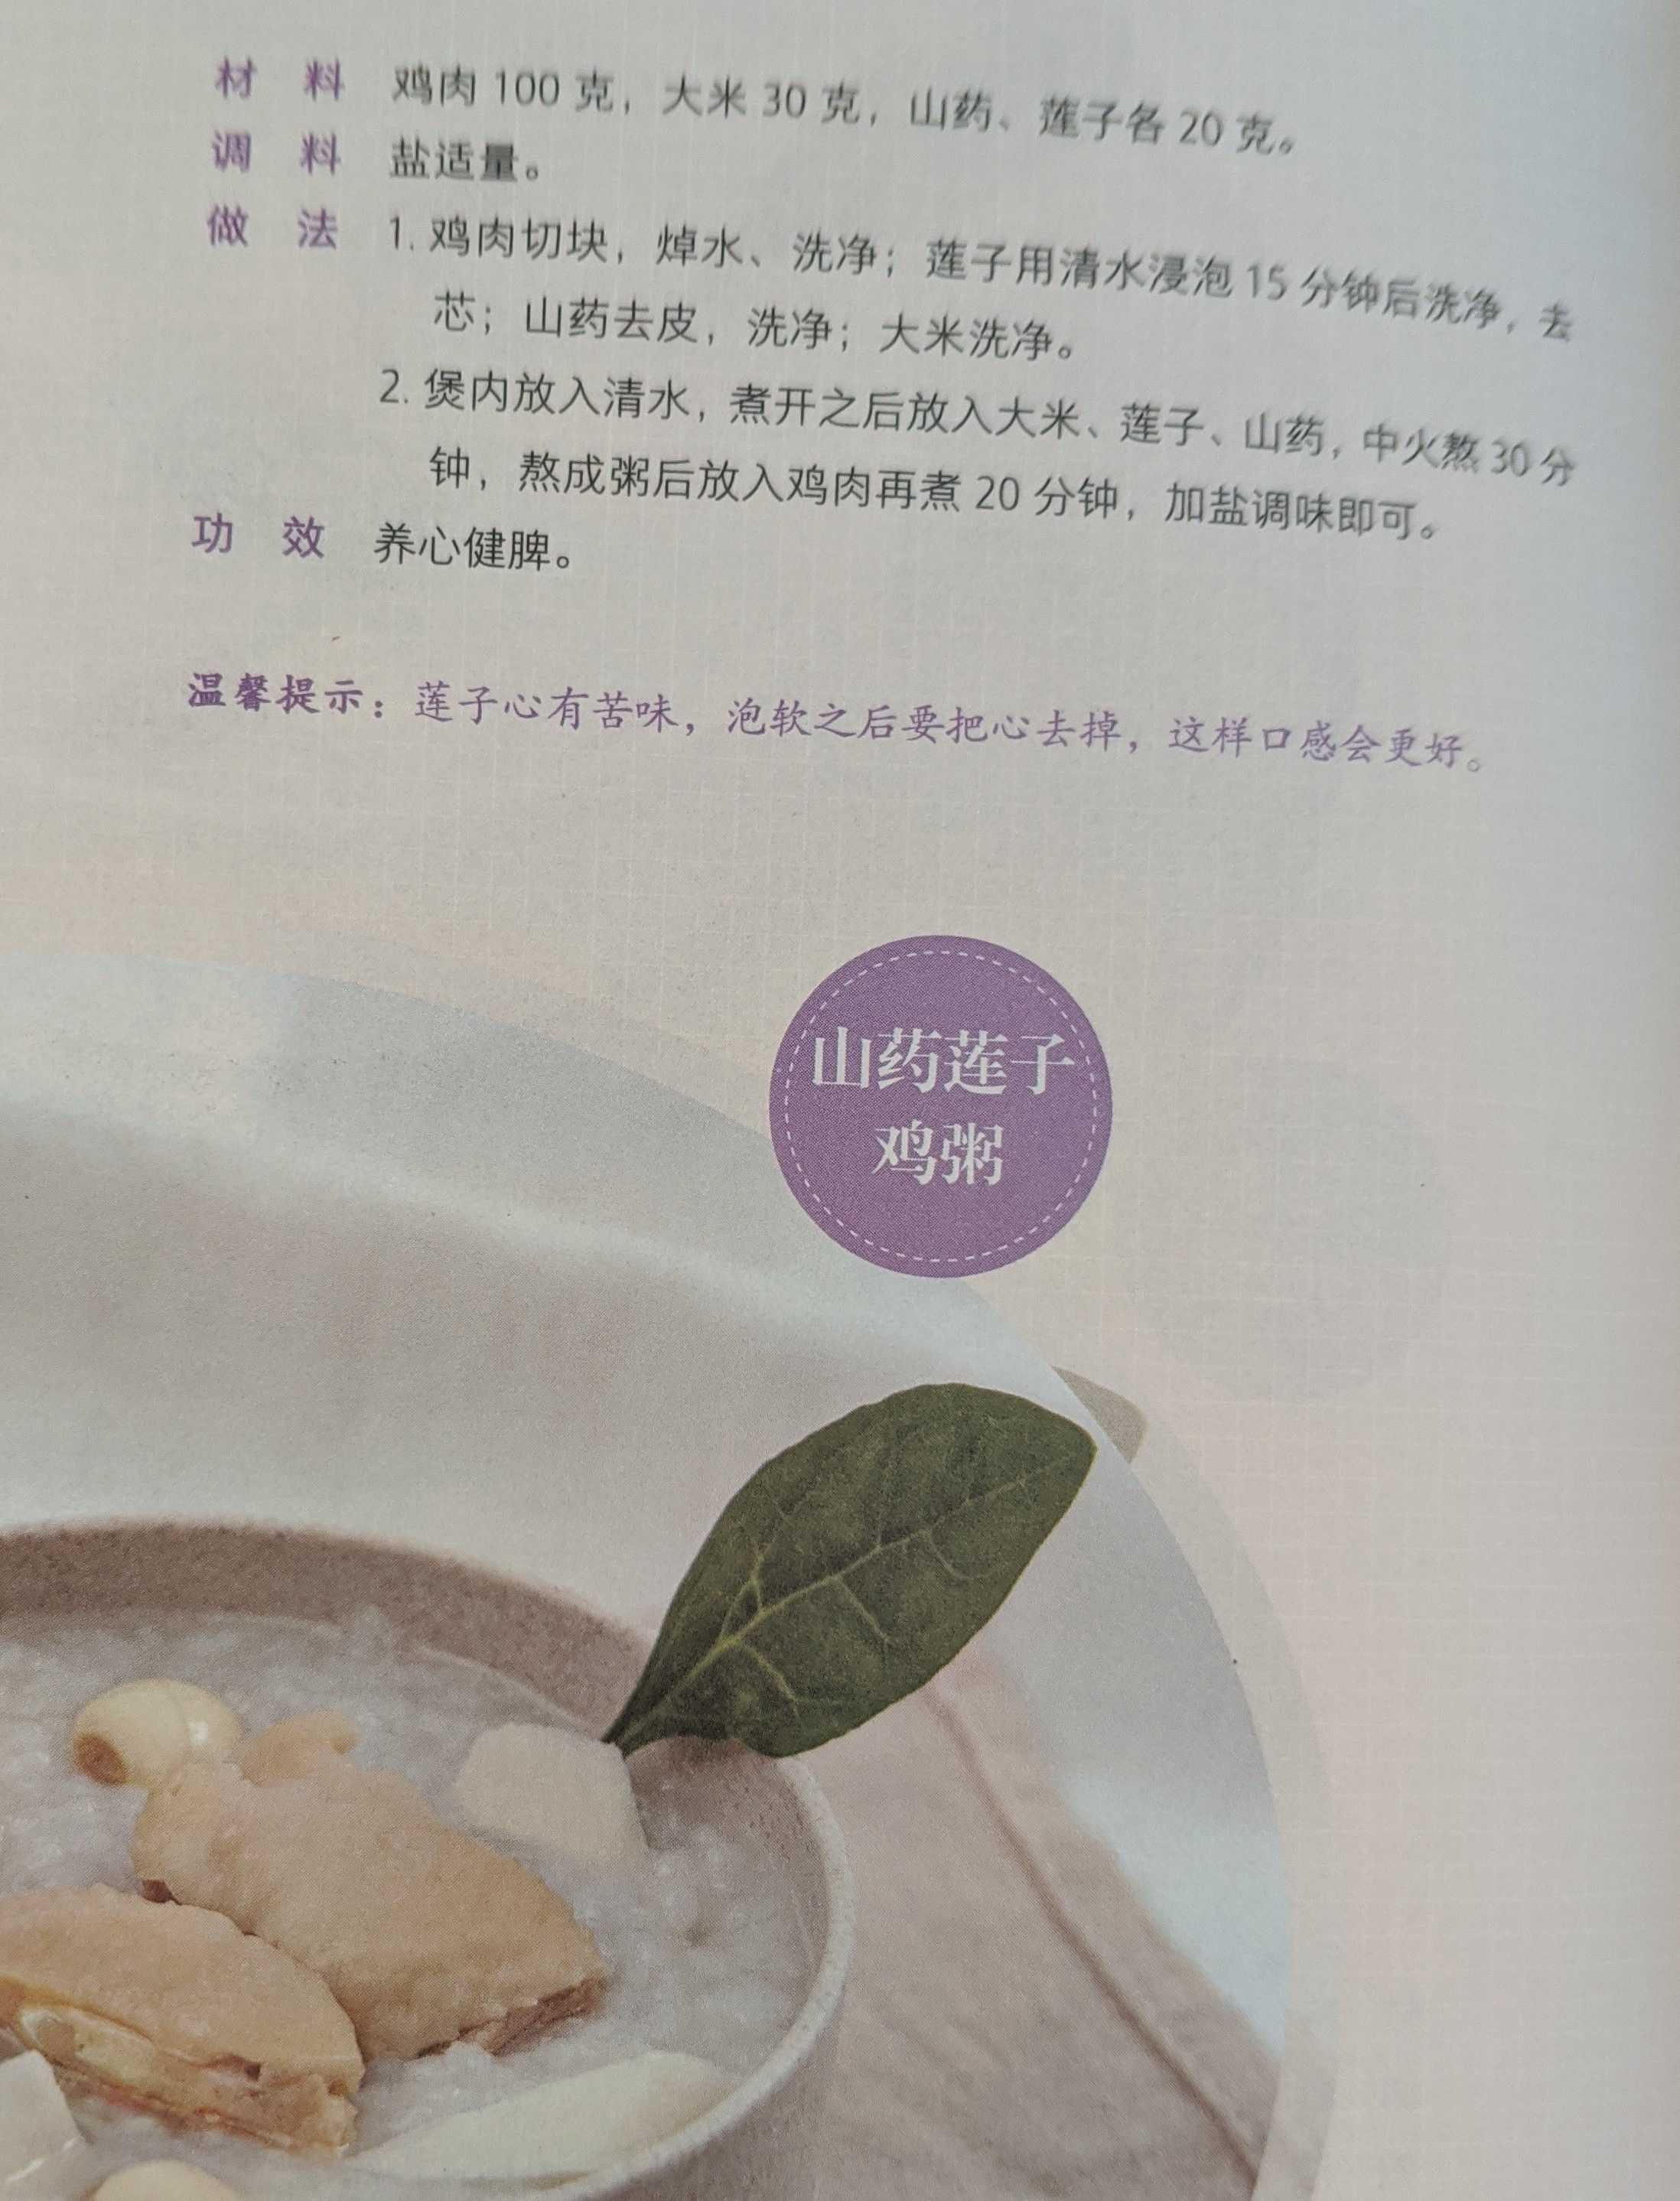 材 料 鸡肉 100 克，大米 30 克，山药、莲子各 20 克。
调 料 盐适量。
做 法 1. 鸡肉切块，焯水、洗净；莲子用清水浸泡 15 分钟后洗净，去
芯；山药去皮，洗净；大米洗净。
2. 煲内放入清水，煮开之后放入大米、莲子、山药，中火熬 30 分
钟，熬成粥后放入鸡肉再煮 20 分钟，加盐调味即可。
功 效 养心健脾。
温馨提示：莲子心有苦味，泡软之后要把心去掉，这样口感会更好。
山药莲子
鸡粥